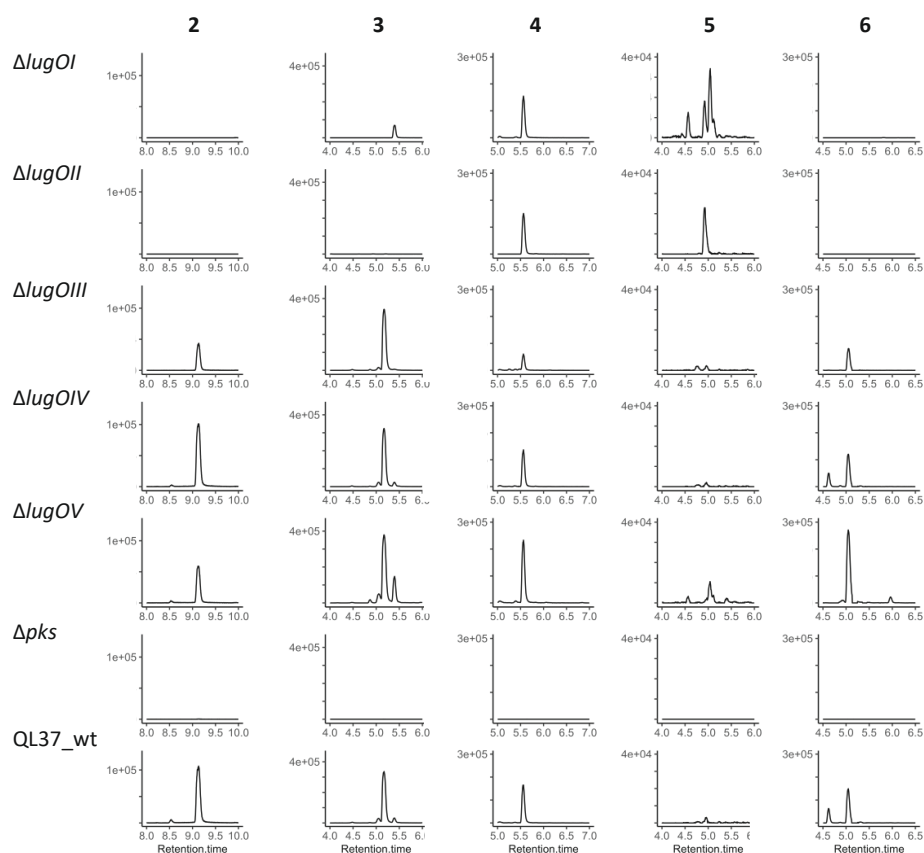 2 3 4 5 6
ΔlugOI
1e+05 4e+05 3e+05 4e+04 3e+05
8.0 8.5 9.0 9.5 10.0 4.0 4.5 5.0 5.5 6.0 5.0 5.5 6.0 6.5 7.0 4.0 4.5 5.0 5.5 6.0 4.5 5.0 5.5 6.0 6.5
ΔlugOII
1e+05 4e+05 3e+05 4e+04 3e+05
8.0 8.5 9.0 9.5 10.0 4.0 4.5 5.0 5.5 6.0 5.0 5.5 6.0 6.5 7.0 4.0 4.5 5.0 5.5 6.0 4.5 5.0 5.5 6.0 6.5
ΔlugOIII
1e+05 4e+05 3e+05 4e+04 3e+05
8.0 8.5 9.0 9.5 10.0 4.0 4.5 5.0 5.5 6.0 5.0 5.5 6.0 6.5 7.0 4.0 4.5 5.0 5.5 6.0 4.5 5.0 5.5 6.0 6.5
ΔlugOIV
1e+05 4e+05 3e+05 4e+04 3e+05
8.0 8.5 9.0 9.5 10.0 4.0 4.5 5.0 5.5 6.0 5.0 5.5 6.0 6.5 7.0 4.0 4.5 5.0 5.5 6.0 4.5 5.0 5.5 6.0 6.5
ΔlugOV
1e+05 4e+05 3e+05 4e+04 3e+05
8.0 8.5 9.0 9.5 10.0 4.0 4.5 5.0 5.5 6.0 5.0 5.5 6.0 6.5 7.0 4.0 4.5 5.0 5.5 6.0 4.5 5.0 5.5 6.0 6.5
Δpks
1e+05 4e+05 3e+05 4e+04 3e+05
8.0 8.5 9.0 9.5 10.0 4.0 4.5 5.0 5.5 6.0 5.0 5.5 6.0 6.5 7.0 4.0 4.5 5.0 5.5 6.0 4.5 5.0 5.5 6.0 6.5
QL37_wt
1e+05 4e+05 3e+05 4e+04 3e+05
8.0 8.5 9.0 9.5 10.0 4.0 4.5 5.0 5.5 6.0 5.0 5.5 6.0 6.5 7.0 4.0 4.5 5.0 5.5 6.0 4.5 5.0 5.5 6.0 6.5
Retention.time Retention.time Retention.time Retention.time Retention.time